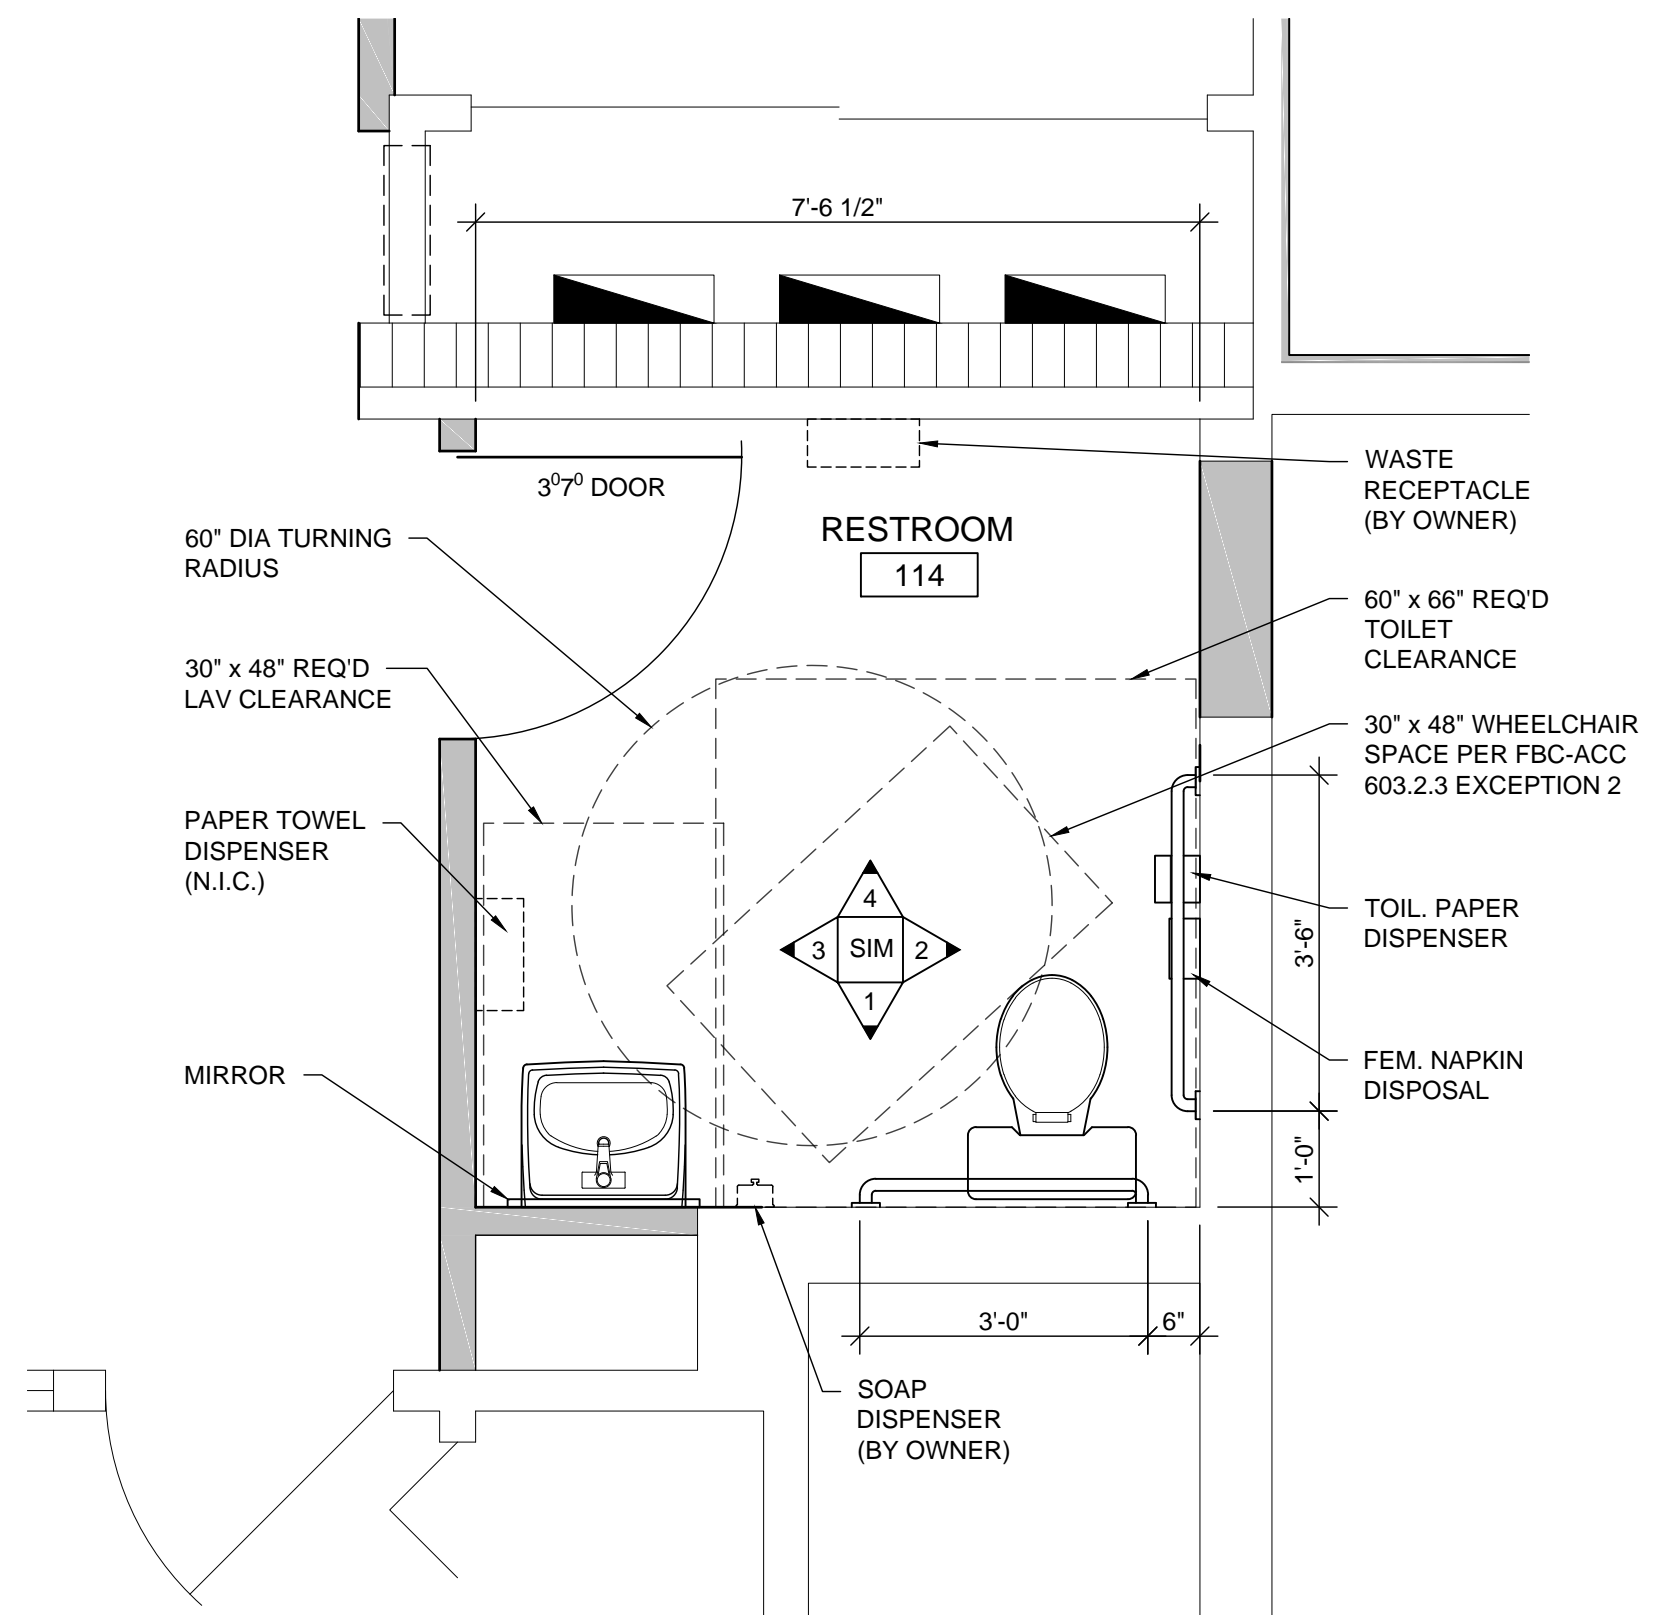 7'-6 1/2"
3⁰7⁰ DOOR
WASTE
RECEPTACLE
(BY OWNER)
RESTROOM
114
60" DIA TURNING
RADIUS
60" x 66" REQ'D
TOILET
CLEARANCE
30" x 48" REQ'D
LAV CLEARANCE
30" x 48" WHEELCHAIR
SPACE PER FBC-ACC
603.2.3 EXCEPTION 2
PAPER TOWEL
DISPENSER
(N.I.C.)
4
3 SIM 2
1
TOIL. PAPER
DISPENSER
3'-6"
FEM. NAPKIN
DISPOSAL
MIRROR
1'-0"
3'-0" 6"
SOAP
DISPENSER
(BY OWNER)